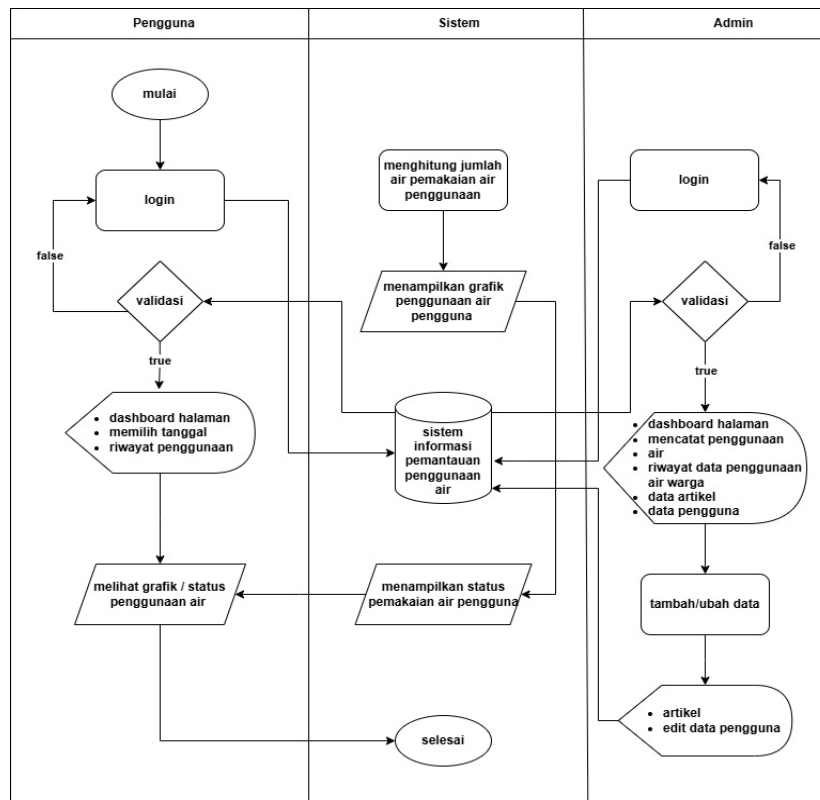 Pengguna
Sistem
Admin
mulai
login
false
validasi
true
• dashboard halaman
• memilih tanggal
• riwayat penggunaan
melihat grafik / status
penggunaan air
menghitung jumlah
air pemakaian air
penggunaan
menampilkan grafik
penggunaan air
pengguna
sistem
informasi
pemantauan
penggunaan
air
menampilkan status
pemakaian air pengguna
selesai
login
false
validasi
true
• dashboard halaman
• mencatat penggunaan
• air
• riwayat data penggunaan
air warga
• data artikel
• data pengguna
tambah/ubah data
• artikel
• edit data pengguna